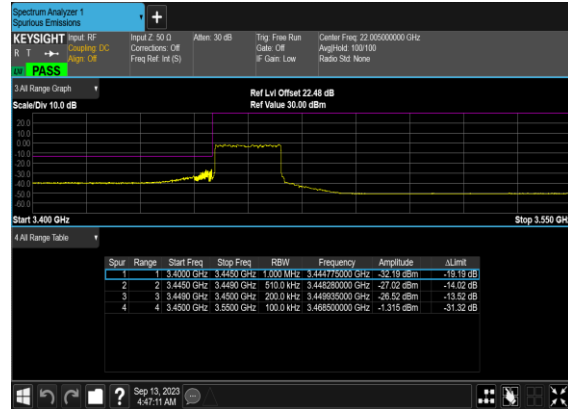 Spectrum Analyzer 1
Spurious Emissions
+
KEYSIGHT Input: RF Input Z: 50 Ω Atten: 30 dB Trig: Free Run Center Freq: 22.005000000 GHz
R T Coupling: DC Corrections: Off Gate: Off Avg|Hold: 100/100
Align: Off Freq Ref: Int (S) IF Gain: Low Radio Std: None
PASS
3 All Range Graph
Ref Lvl Offset 22.48 dB
Scale/Div 10.0 dB Ref Value 30.00 dBm
20.0
10.0
0.00
-10.0
-20.0
-30.0
-40.0
-50.0
-60.0
Start 3.400 GHz Stop 3.550 GH
4 All Range Table
Spur Range Start Freq Stop Freq RBW Frequency Amplitude ΔLimit
1 1 3.4000 GHz 3.4450 GHz 1.000 MHz 3.444775000 GHz -32.19 dBm -19.19 dB
2 2 3.4450 GHz 3.4490 GHz 510.0 kHz 3.448280000 GHz -27.02 dBm -14.02 dB
3 3 3.4490 GHz 3.4500 GHz 200.0 kHz 3.449935000 GHz -26.52 dBm -13.52 dB
4 4 3.4500 GHz 3.5500 GHz 100.0 kHz 3.468500000 GHz -1.315 dBm -31.32 dB
? Sep 13, 2023
4:47:11 AM